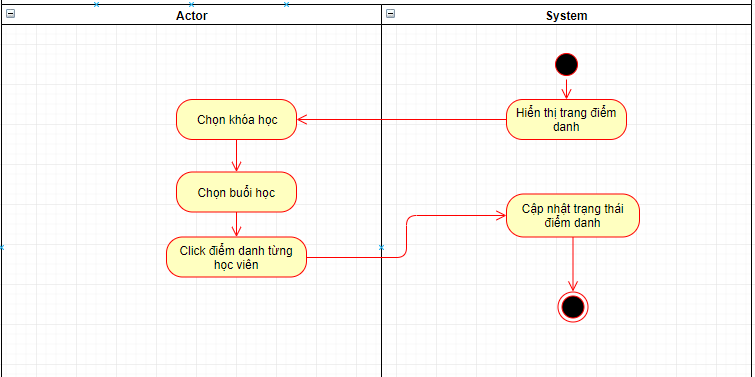 Actor
System
Hiển thị trang điểm
danh
Chọn khóa học
Chọn buổi học
Click điểm danh từng
học viên
Cập nhật trạng thái
điểm danh